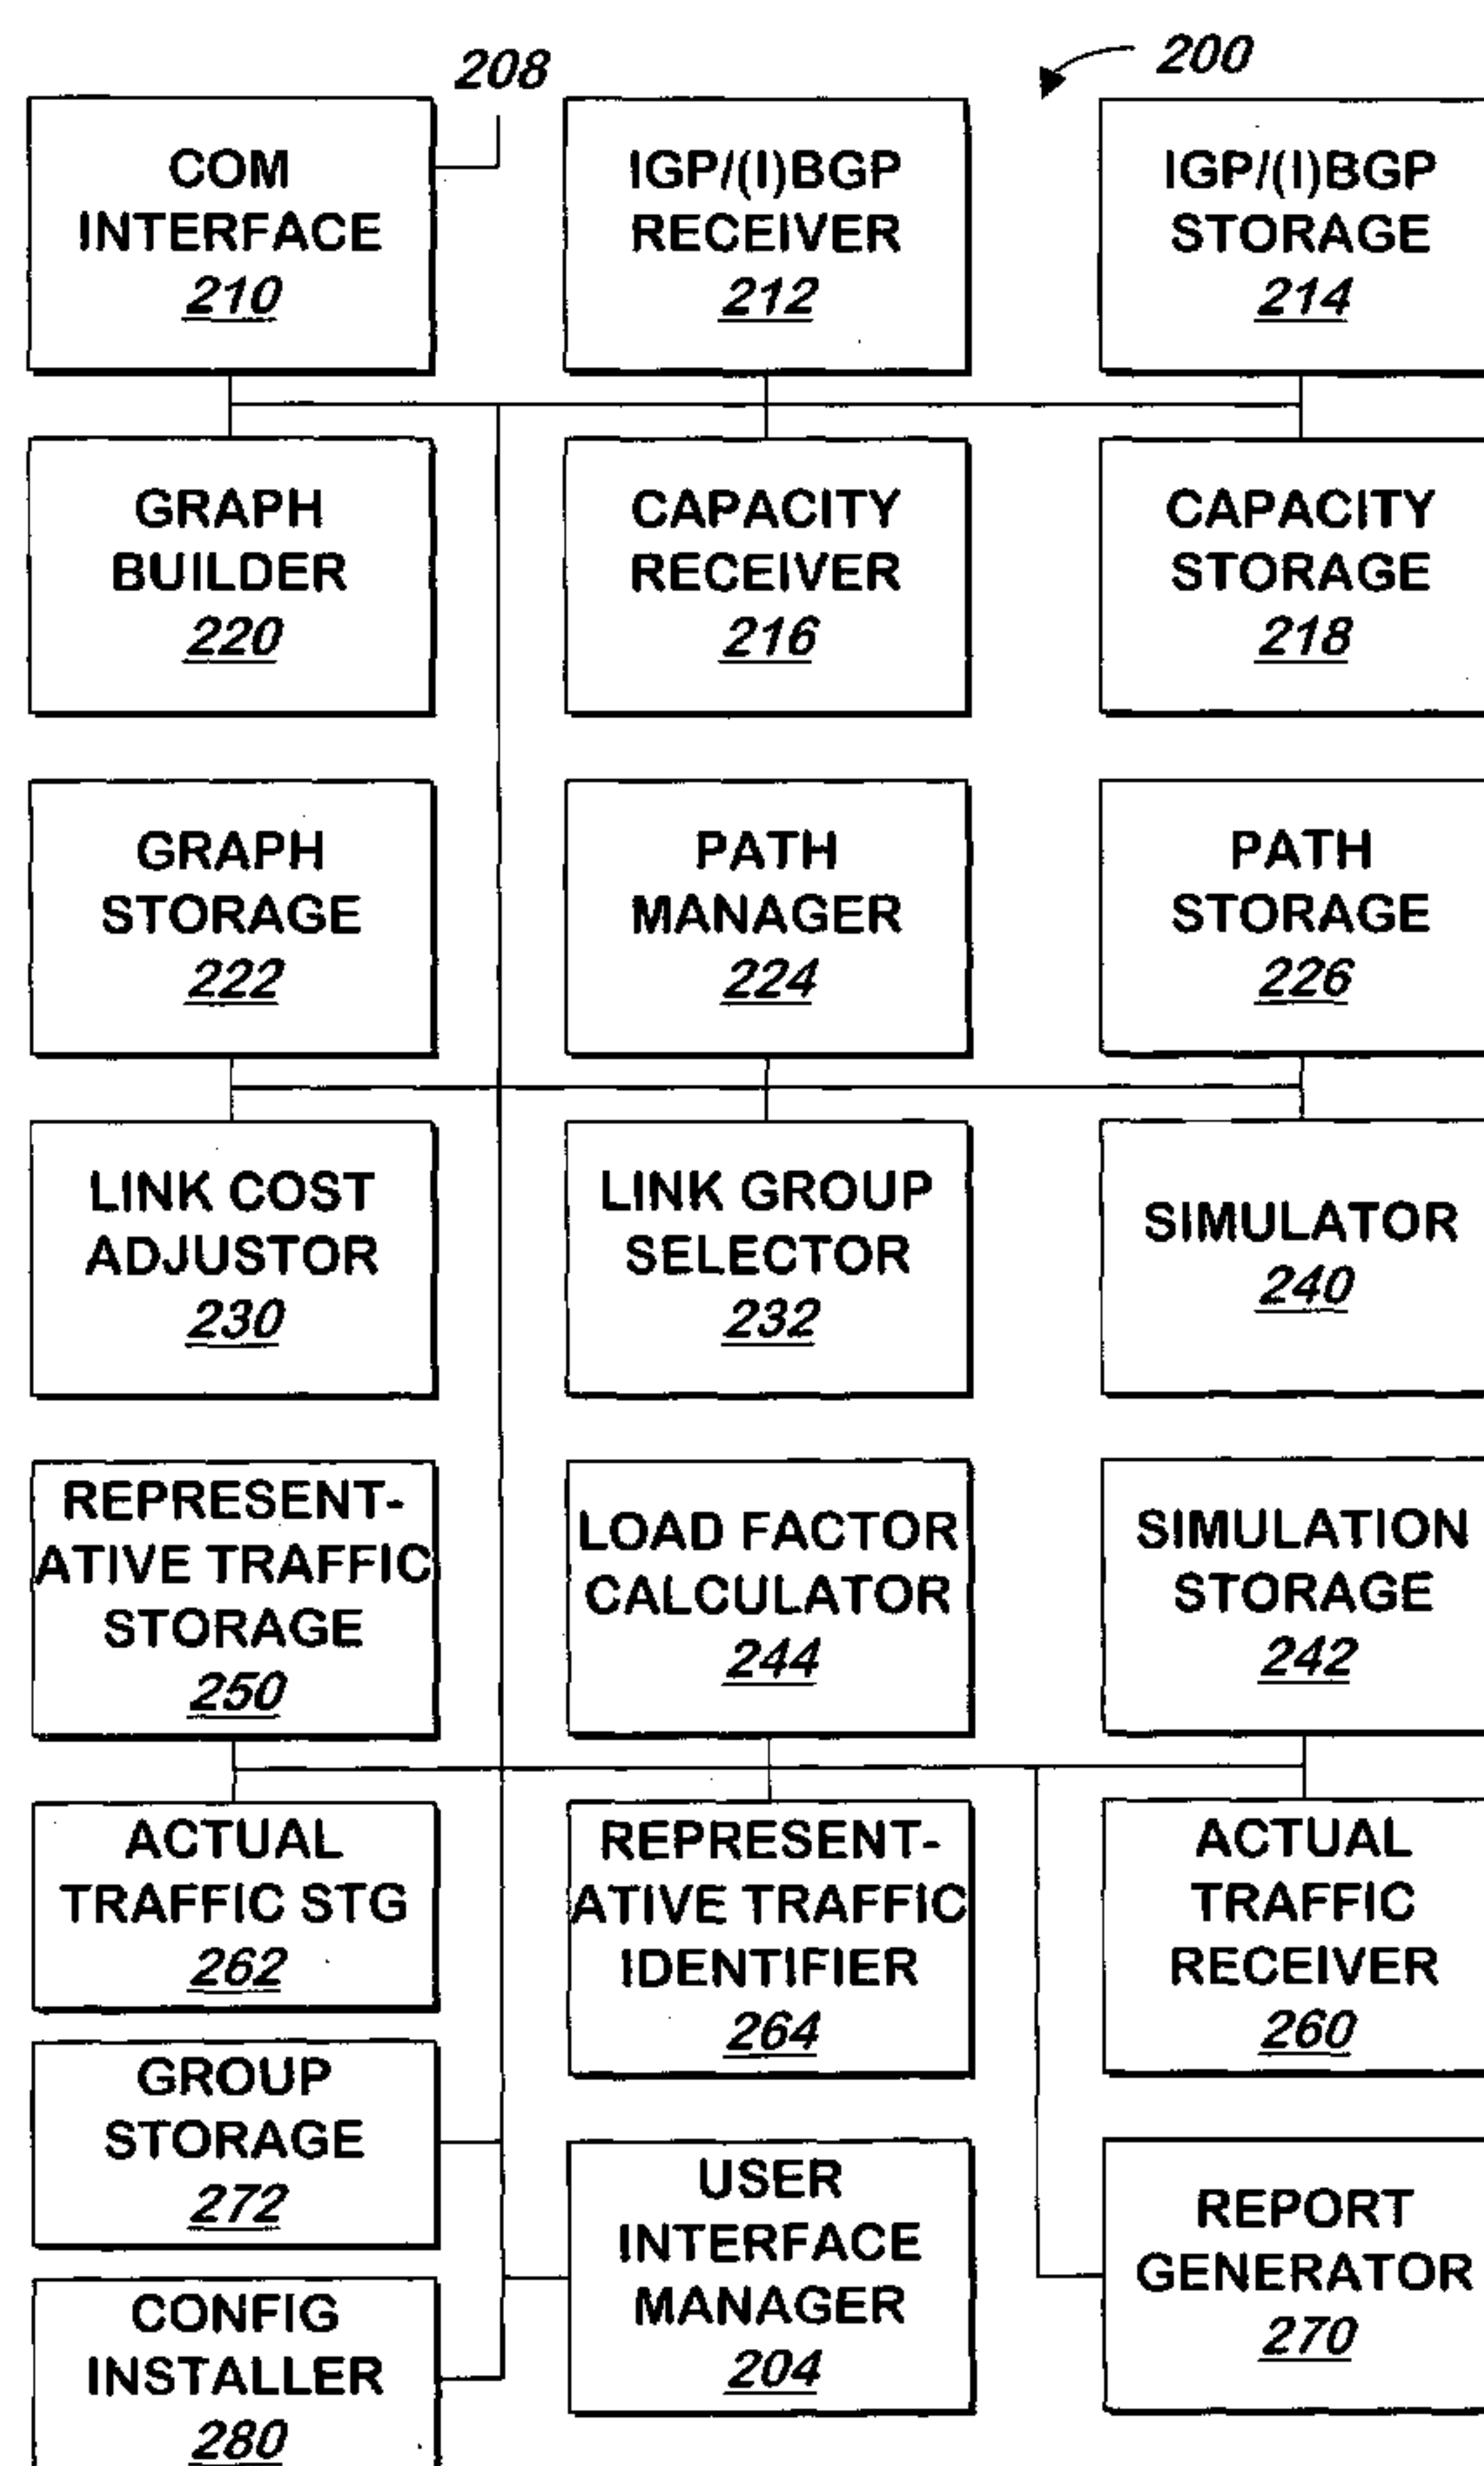 208
200
COM
INTERFACE
210
IGP/(I)BGP
RECEIVER
212
IGP/(I)BGP
STORAGE
214
GRAPH
BUILDER
220
CAPACITY
RECEIVER
216
CAPACITY
STORAGE
218
GRAPH
STORAGE
222
PATH
MANAGER
224
PATH
STORAGE
226
LINK COST
ADJUSTOR
230
LINK GROUP
SELECTOR
232
SIMULATOR
240
REPRESENT-
ATIVE TRAFFIC
STORAGE
250
LOAD FACTOR
CALCULATOR
244
SIMULATION
STORAGE
242
ACTUAL
TRAFFIC STG
262
REPRESENT-
ATIVE TRAFFIC
IDENTIFIER
264
ACTUAL
TRAFFIC
RECEIVER
260
GROUP
STORAGE
272
USER
INTERFACE
MANAGER
204
REPORT
GENERATOR
270
CONFIG
INSTALLER
280